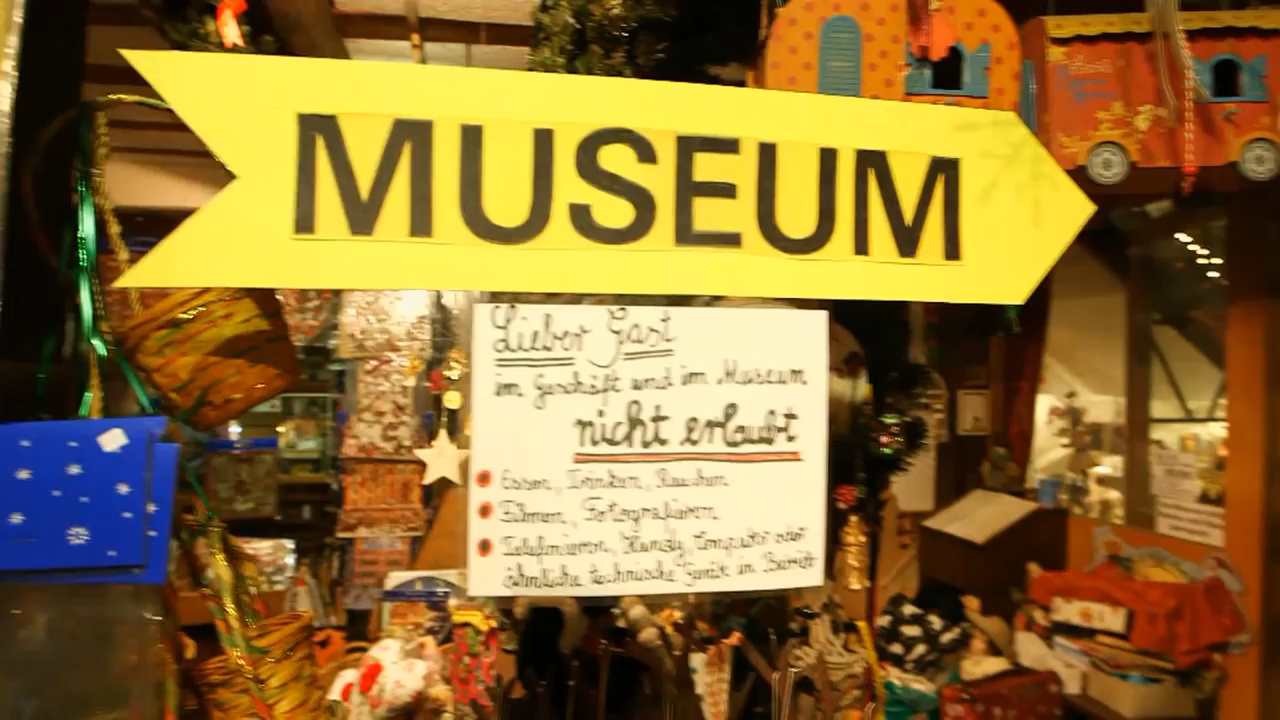 MUSEUM
Lieber Gast
im Geschäft und im Museum
nicht erlaubt
Essen, Trinken, Rauchen
Filmen, Fotografieren
Telefonieren, Handy, Computer oder
ähnliche technische Geräte in Betrieb